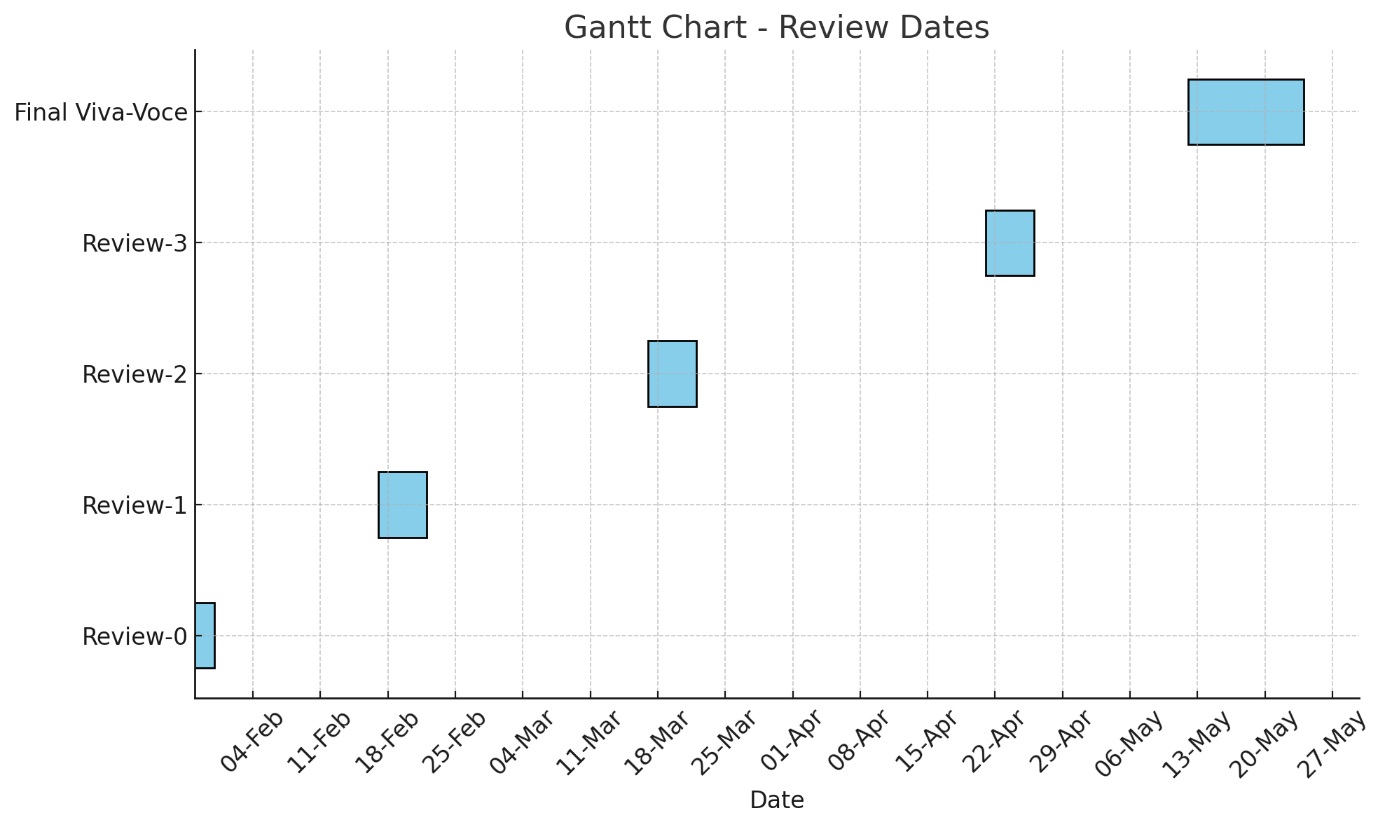 Gantt Chart - Review Dates
Final Viva-Voce
Review-3
Review-2
Review-1
Review-0
04-Feb
11-Feb
18-Feb
25-Feb
04-Mar
11-Mar
18-Mar
25-Mar
01-Apr
08-Apr
15-Apr
22-Apr
29-Apr
06-May
13-May
20-May
27-May
Date